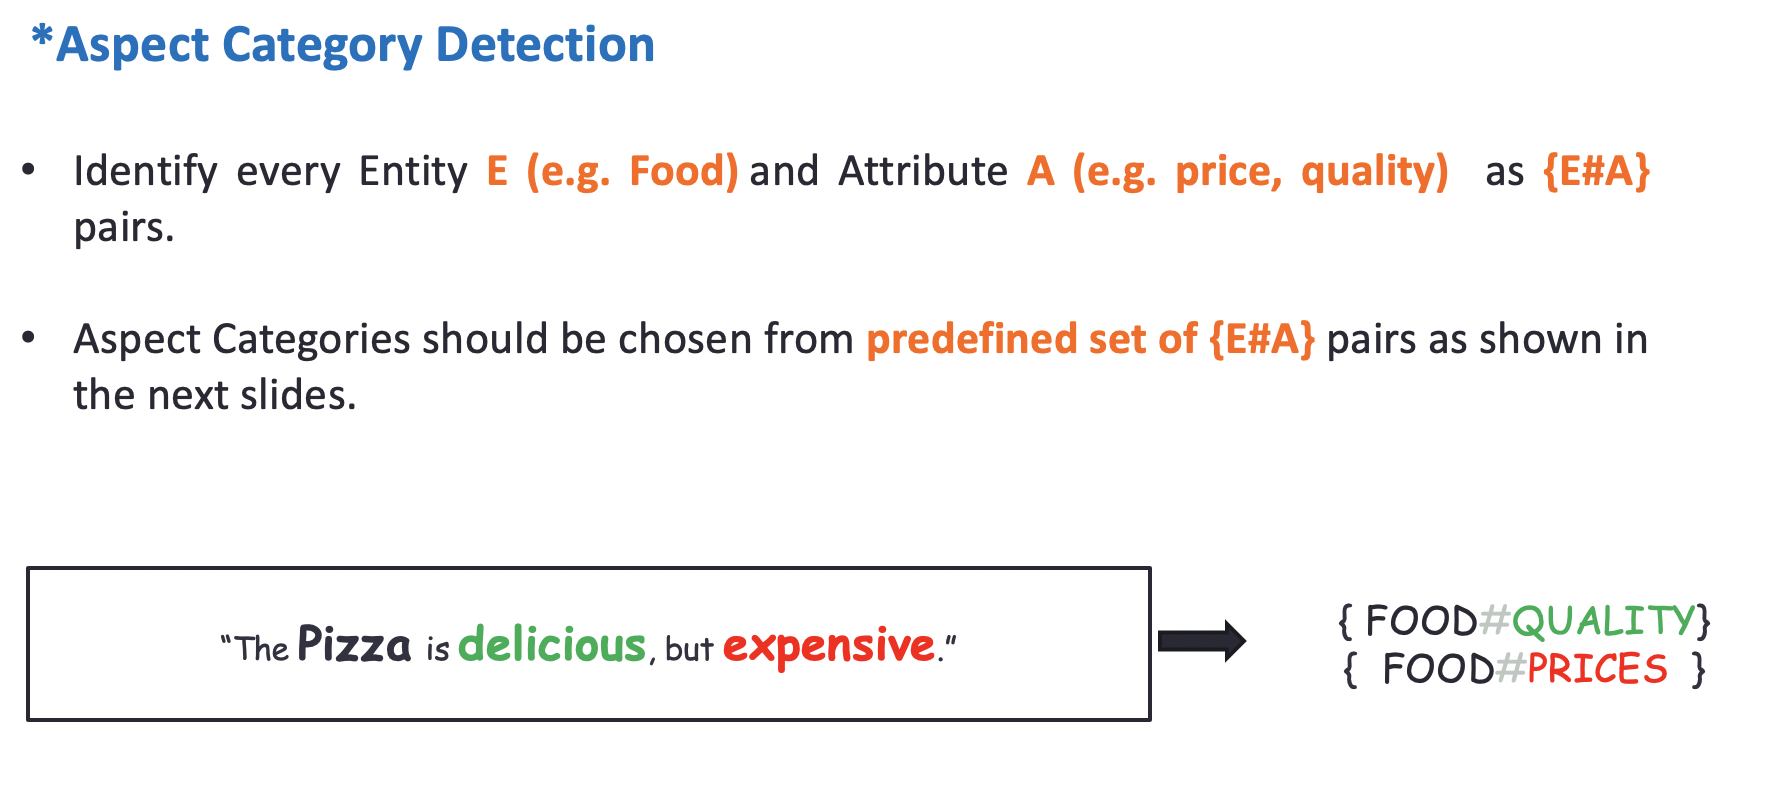 *Aspect Category Detection
• Identify every Entity E (e.g. Food) and Attribute A (e.g. price, quality) as {E#A}
pairs.
• Aspect Categories should be chosen from predefined set of {E#A} pairs as shown in
the next slides.
“The Pizza is delicious, but expensive.”
{ FOOD#QUALITY}
{ FOOD#PRICES }